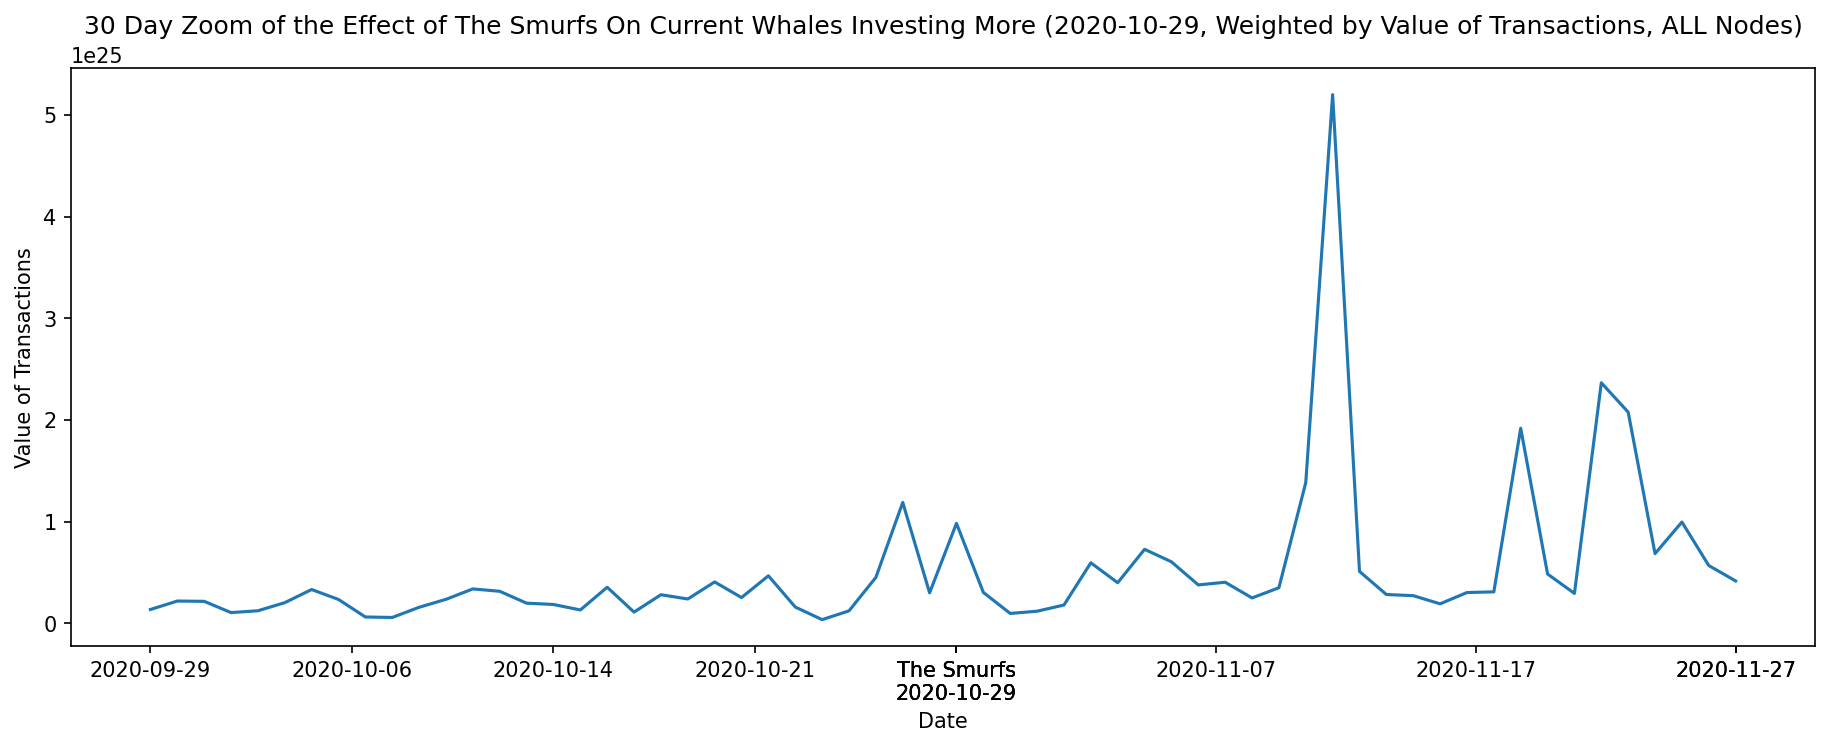 30 Day Zoom of the Effect of The Smurfs On Current Whales Investing More (2020-10-29, Weighted by Value of Transactions, ALL Nodes)
1e25
5
4
3
2
1
0
Value of Transactions
2020-09-29
2020-10-06
2020-10-14
2020-10-21
The Smurfs
2020-10-29
2020-11-07
2020-11-17
2020-11-27
Date